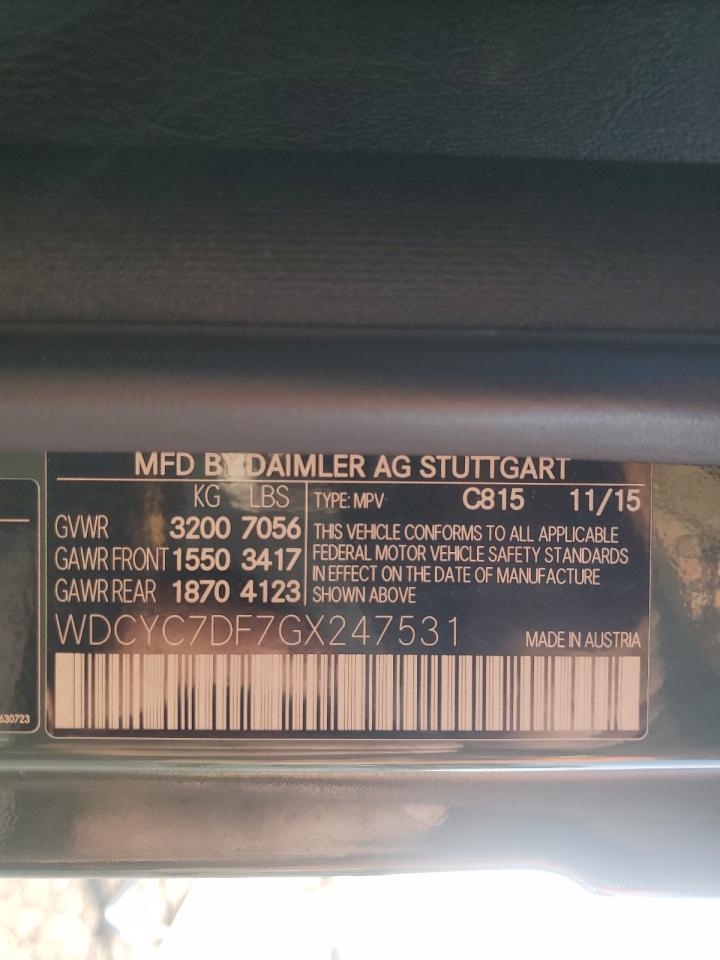 MFD BY DAIMLER AG STUTTGART
KG LBS
GVWR 3200 7056
GAWR FRONT 1550 3417
GAWR REAR 1870 4123
TYPE: MPV C815 11/15
THIS VEHICLE CONFORMS TO ALL APPLICABLE
FEDERAL MOTOR VEHICLE SAFETY STANDARDS
IN EFFECT ON THE DATE OF MANUFACTURE
SHOWN ABOVE
WDCYC7DF7GX247531
MADE IN AUSTRIA
630723